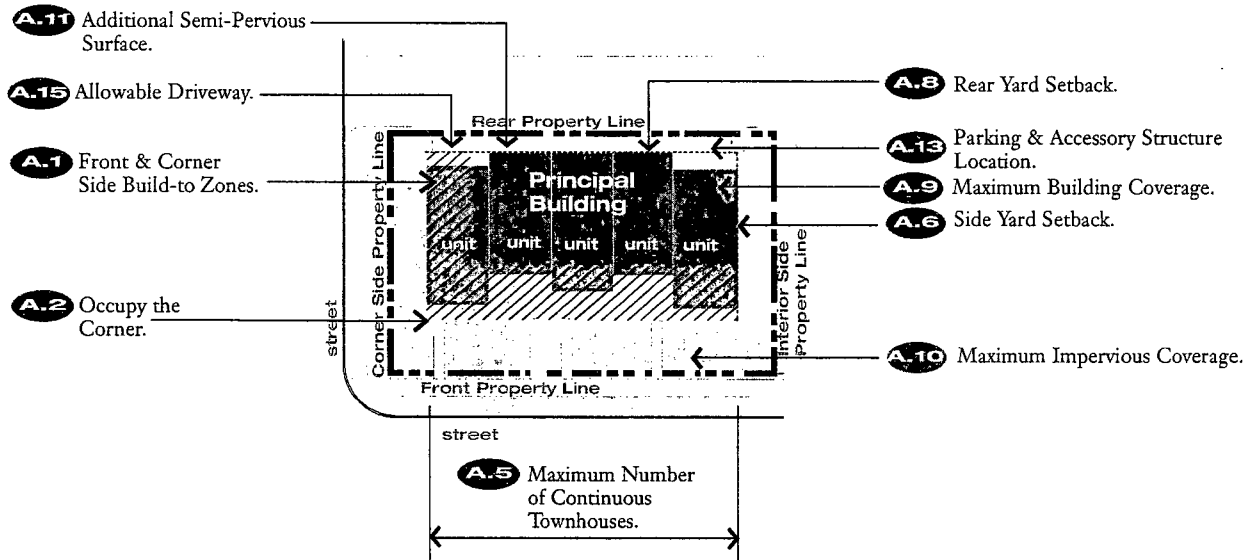 A.11 Additional Semi-Pervious
Surface.
A.15 Allowable Driveway.
A.1 Front & Corner
Side Build-to Zones.
A.2 Occupy the
Corner.
Rear Property Line
Corner Side Property Line
street
Principal
Building
unit unit unit unit unit
Interior Side
Property Line
Front Property Line
street
A.8 Rear Yard Setback.
A.13 Parking & Accessory Structure
Location.
A.9 Maximum Building Coverage.
A.6 Side Yard Setback.
A.10 Maximum Impervious Coverage.
A.5 Maximum Number
of Continuous
Townhouses.